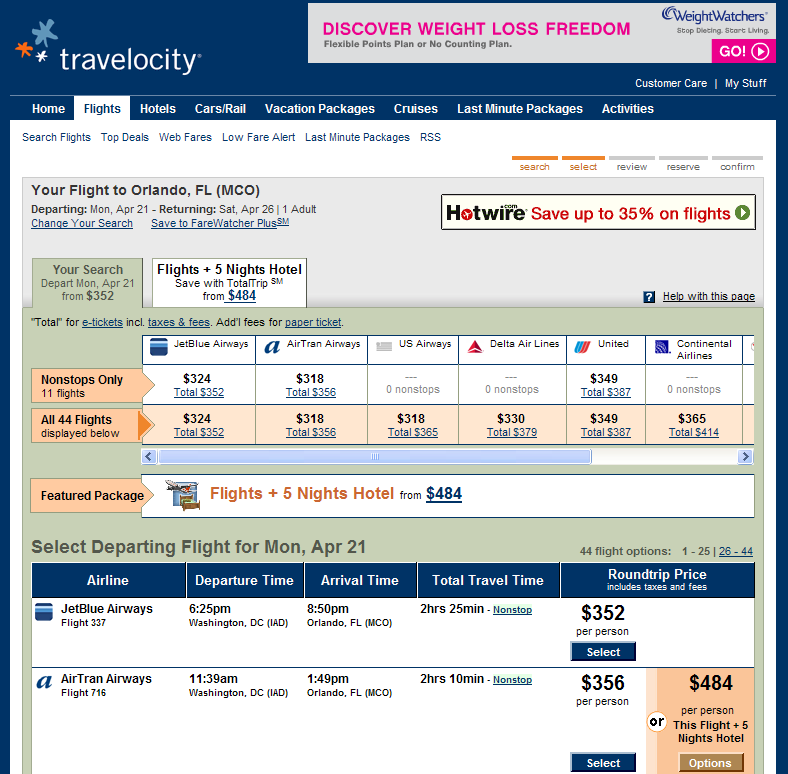 DISCOVER WEIGHT LOSS FREEDOM
Flexible Points Plan or No Counting Plan.
WeightWatchers
Stop Dieting. Start Living.
GO!
travelocity
Customer Care | My Stuff
Home Flights Hotels Cars/Rail Vacation Packages Cruises Last Minute Packages Activities
Search Flights Top Deals Web Fares Low Fare Alert Last Minute Packages RSS
search select review reserve confirm
Your Flight to Orlando, FL (MCO)
Departing: Mon, Apr 21 - Returning: Sat, Apr 26 | 1 Adult
Change Your Search Save to FareWatcher Plus SM
Hotwire.com Save up to 35% on flights
Your Search
Depart Mon, Apr 21
from $352
Flights + 5 Nights Hotel
Save with TotalTrip SM
from $484
? Help with this page
"Total" for e-tickets incl. taxes & fees. Add'l fees for paper ticket.
JetBlue Airways AirTran Airways US Airways Delta Air Lines United Continental Airlines
Nonstops Only $324 $318 --- --- $349 ---
11 flights Total $352 Total $356 0 nonstops 0 nonstops Total $387 0 nonstops
All 44 Flights $324 $318 $318 $330 $349 $365
displayed below Total $352 Total $356 Total $365 Total $379 Total $387 Total $414
Featured Package Flights + 5 Nights Hotel from $484
Select Departing Flight for Mon, Apr 21
44 flight options: 1 - 25 | 26 - 44
Airline Departure Time Arrival Time Total Travel Time Roundtrip Price
includes taxes and fees
JetBlue Airways 6:25pm 8:50pm 2hrs 25min - Nonstop $352
Flight 337 Washington, DC (IAD) Orlando, FL (MCO) per person
Select
AirTran Airways 11:39am 1:49pm 2hrs 10min - Nonstop $356 $484
Flight 716 Washington, DC (IAD) Orlando, FL (MCO) per person per person
or This Flight + 5
Nights Hotel
Select Options